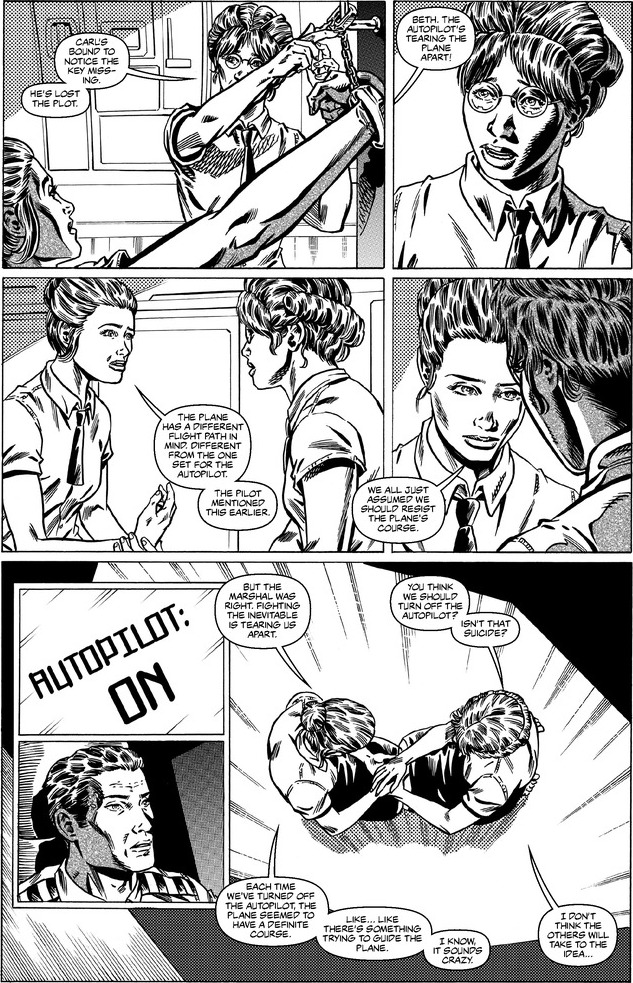 CARL'S
BOUND TO
NOTICE THE
KEY MISS-
ING.
HE'S LOST
THE PLOT.
BETH. THE
AUTOPILOT'S
TEARING THE
PLANE
APART!
THE PLANE
HAS A DIFFERENT
FLIGHT PATH IN
MIND. DIFFERENT
FROM THE ONE
SET FOR THE
AUTOPILOT.
THE PILOT
MENTIONED
THIS EARLIER.
WE ALL JUST
ASSUMED WE
SHOULD RESIST
THE PLANE'S
COURSE.
AUTOPILOT:
ON
BUT THE
MARSHAL WAS
RIGHT. FIGHTING
THE INEVITABLE
IS TEARING US
APART.
YOU THINK
WE SHOULD
TURN OFF THE
AUTOPILOT?
ISN'T THAT
SUICIDE?
EACH TIME
WE'VE TURNED OFF
THE AUTOPILOT, THE
PLANE SEEMED TO
HAVE A DEFINITE
COURSE.
LIKE... LIKE
THERE'S SOMETHING
TRYING TO GUIDE THE
PLANE.
I KNOW,
IT SOUNDS
CRAZY.
I DON'T
THINK THE
OTHERS WILL
TAKE TO THE
IDEA...